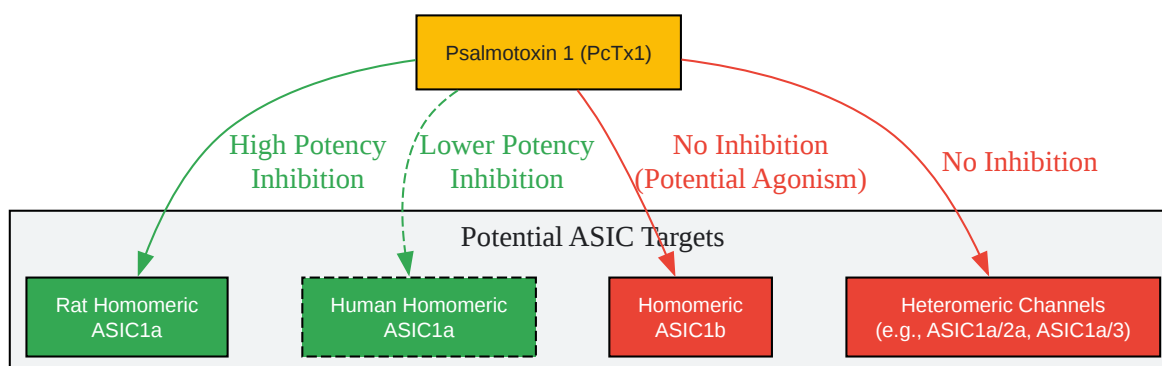 Psalmotoxin 1 (PcTx1)
High Potency
Inhibition
Lower Potency
Inhibition
No Inhibition
(Potential Agonism)
No Inhibition
Potential ASIC Targets
Rat Homomeric
ASIC1a
Human Homomeric
ASIC1a
Homomeric
ASIC1b
Heteromeric Channels
(e.g., ASIC1a/2a, ASIC1a/3)